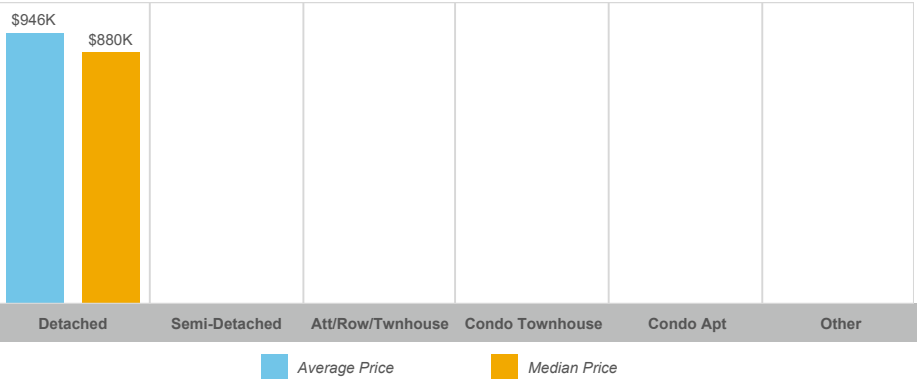 $946K
$880K
Detached Semi-Detached Att/Row/Twnhouse Condo Townhouse Condo Apt Other
Average Price Median Price